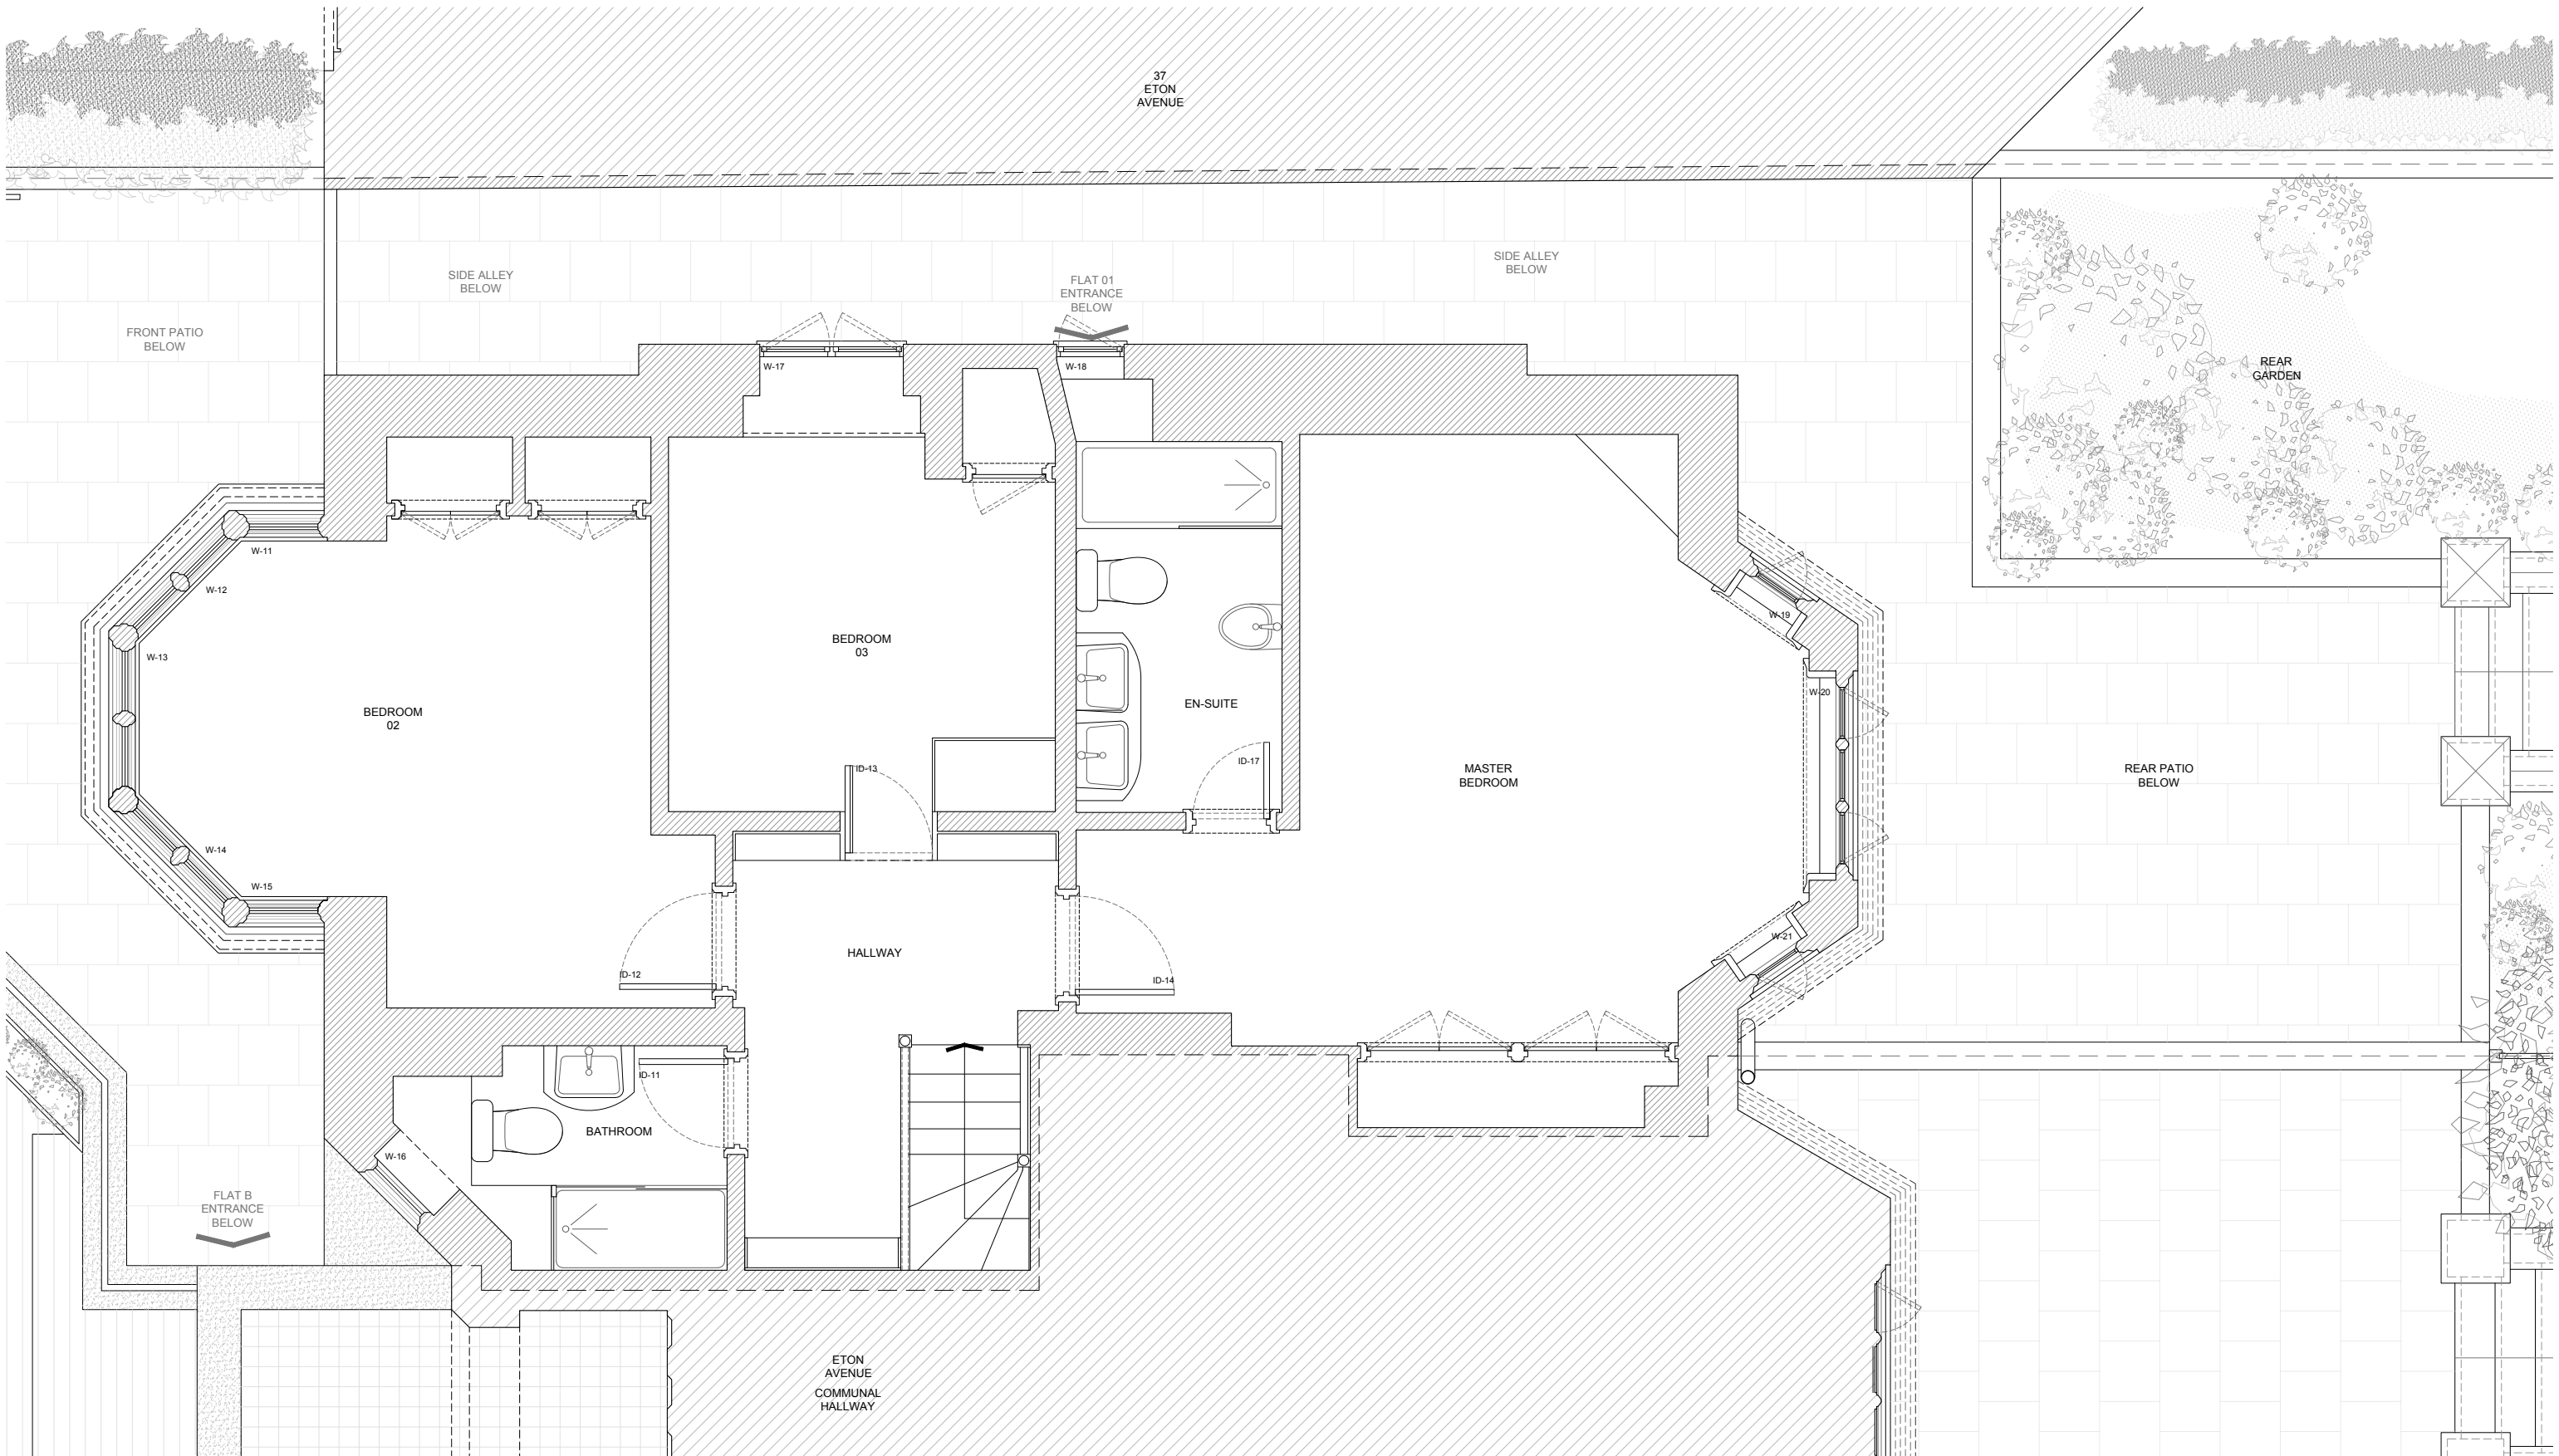 37
ETON
AVENUE
SIDE ALLEY
BELOW
SIDE ALLEY
BELOW
FLAT 01
ENTRANCE
BELOW
FRONT PATIO
BELOW
W-17
W-18
REAR
GARDEN
W-11
W-12
W-13
W-19
BEDROOM
03
BEDROOM
02
EN-SUITE
W-20
ID-13
ID-17
MASTER
BEDROOM
REAR PATIO
BELOW
W-14
W-15
HALLWAY
W-21
ID-12
ID-14
ID-11
BATHROOM
W-16
FLAT B
ENTRANCE
BELOW
ETON
AVENUE
COMMUNAL
HALLWAY